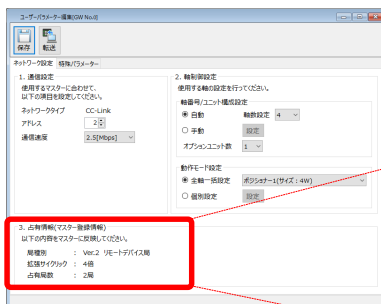 ユーザーパラメーター編集(GW No.0)
保存 転送
ネットワーク設定 特殊パラメーター
1. 通信設定
使用するマスターに合わせて、
以下の項目を設定してください。
ネットワークタイプ CC-Link
アドレス 2
通信速度 2.5[Mbps]
2. 軸制御設定
使用する軸の設定を行ってください。
軸番号/ユニット構成設定
自動 軸数設定 4
手動 設定
オプションユニット数 1
動作モード設定
全軸一括設定 ポジショナー1(サイズ : 4W)
個別設定 設定
3. 占有情報(マスター登録情報)
以下の内容をマスターに反映してください。
局種別 : Ver.2 リモートデバイス局
拡張サイクリック : 4倍
占有局数 : 2局